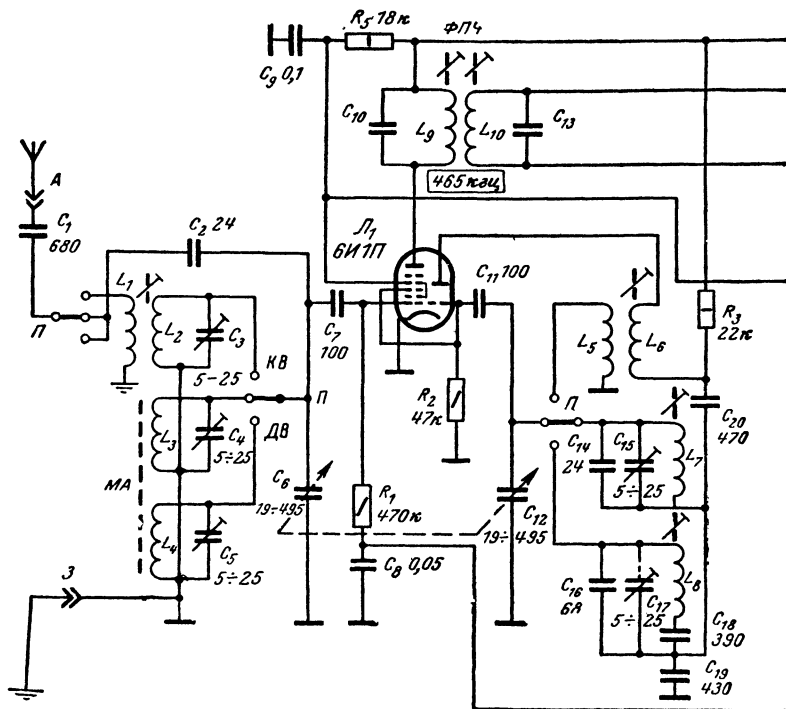 R5 18к
ФПЧ
C9 0,1
C10
L9
L10
C13
465 кгц
А
C1
680
C2 24
Л1
6И1П
C11 100
L1
L2
C3
5-25
П
КВ
C7
100
R3
22к
L5
L6
П
R2
47к
П
C20
470
L3
C4
5÷25
ДВ
C14
24
C15
5÷25
L7
МА
C6
19÷495
R1
470к
C12
19÷495
L4
C5
5÷25
C8 0,05
C16
68
C17
5÷25
L8
C18
390
З
C19
430